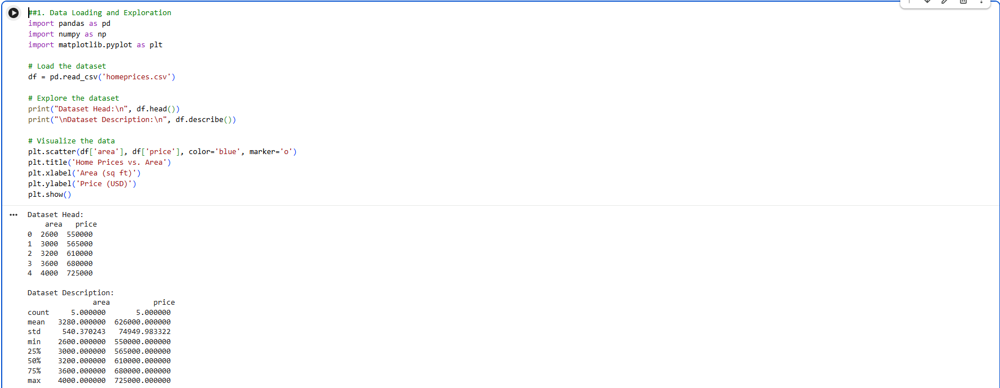 ##1. Data Loading and Exploration
import pandas as pd
import numpy as np
import matplotlib.pyplot as plt
# Load the dataset
df = pd.read_csv('homeprices.csv')
# Explore the dataset
print("Dataset Head:\n", df.head())
print("\nDataset Description:\n", df.describe())
# Visualize the data
plt.scatter(df['area'], df['price'], color='blue', marker='o')
plt.title('Home Prices vs. Area')
plt.xlabel('Area (sq ft)')
plt.ylabel('Price (USD)')
plt.show()
Dataset Head:
area price
0 2600 550000
1 3000 565000
2 3200 610000
3 3600 680000
4 4000 725000
Dataset Description:
area price
count 5.000000 5.000000
mean 3280.000000 626000.000000
std 540.370243 74949.983322
min 2600.000000 550000.000000
25% 3000.000000 565000.000000
50% 3200.000000 610000.000000
75% 3600.000000 680000.000000
max 4000.000000 725000.000000